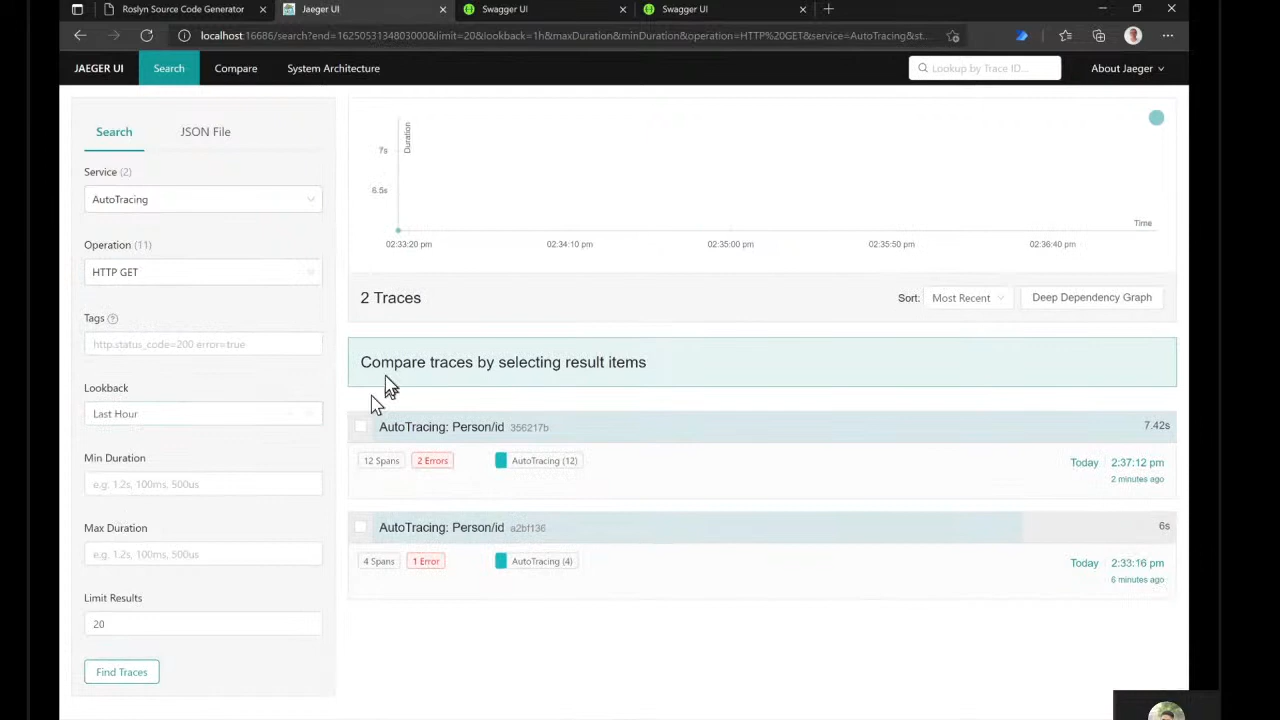 Roslyn Source Code Generator
Jaeger UI
Swagger UI
Swagger UI
localhost:16686/search?end=1625053134803000&limit=20&lookback=1h&maxDuration&minDuration&operation=HTTP%20GET&service=AutoTracing&st...
JAEGER UI
Search
Compare
System Architecture
Lookup by Trace ID...
About Jaeger
Search
JSON File
Service (2)
AutoTracing
Operation (11)
HTTP GET
Tags
http.status_code=200 error=true
Lookback
Last Hour
Min Duration
e.g. 1.2s, 100ms, 500us
Max Duration
e.g. 1.2s, 100ms, 500us
Limit Results
20
Find Traces
Duration
7s
6.5s
Time
02:33:20 pm
02:34:10 pm
02:35:00 pm
02:35:50 pm
02:36:40 pm
2 Traces
Sort:
Most Recent
Deep Dependency Graph
Compare traces by selecting result items
AutoTracing: Person/id 356217b
7.42s
12 Spans
2 Errors
AutoTracing (12)
Today
2:37:12 pm
2 minutes ago
AutoTracing: Person/id a2bf136
6s
4 Spans
1 Error
AutoTracing (4)
Today
2:33:16 pm
6 minutes ago